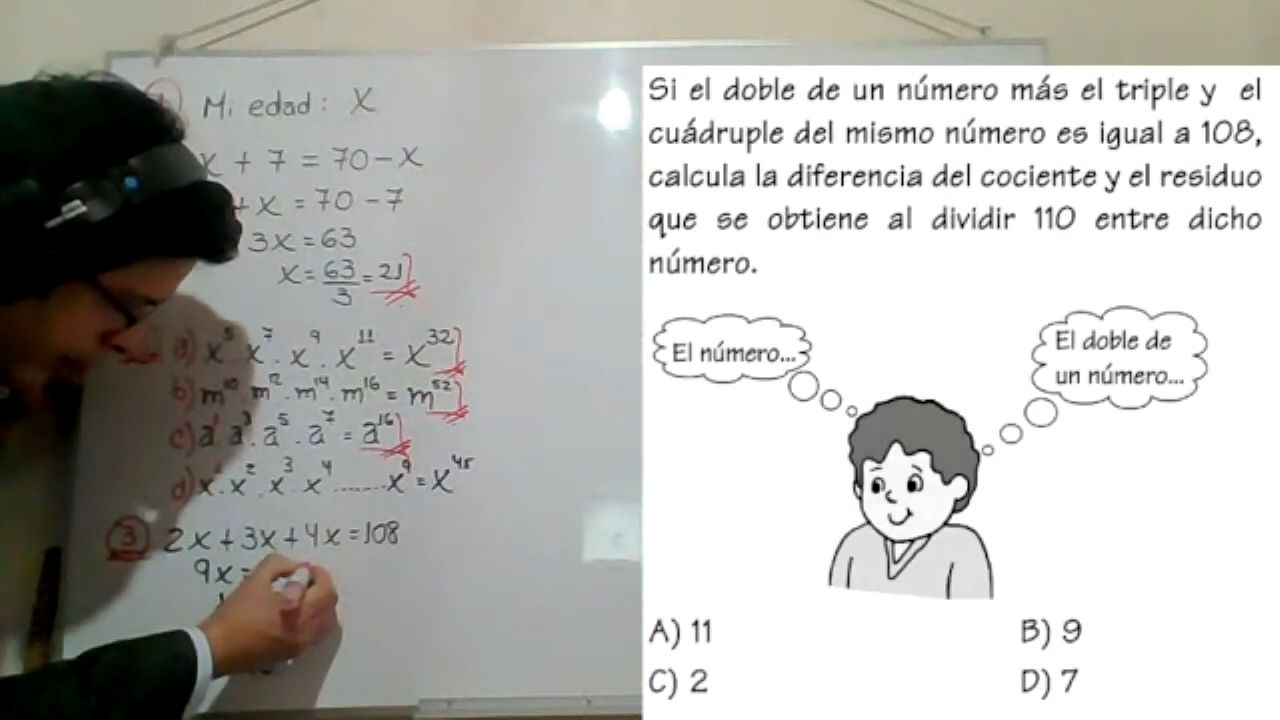 Mi edad: X
x + 7 = 70 - x
+x = 70 - 7
3x = 63
x = 63/3 = 21
a) x⁵ x⁷ · x⁹ · x¹¹ = x³²
b) m¹⁰ · m¹² · m¹⁴ · m¹⁶ = m⁵²
c) a¹ a³ · a⁵ · a⁷ = a¹⁶
d) x¹ · x² · x³ · x⁴ ....... x⁹ = x⁴⁵
3 2x + 3x + 4x = 108
9x =
Si el doble de un número más el triple y el
cuádruple del mismo número es igual a 108,
calcula la diferencia del cociente y el residuo
que se obtiene al dividir 110 entre dicho
número.
El número...
El doble de
un número...
A) 11 B) 9
C) 2 D) 7